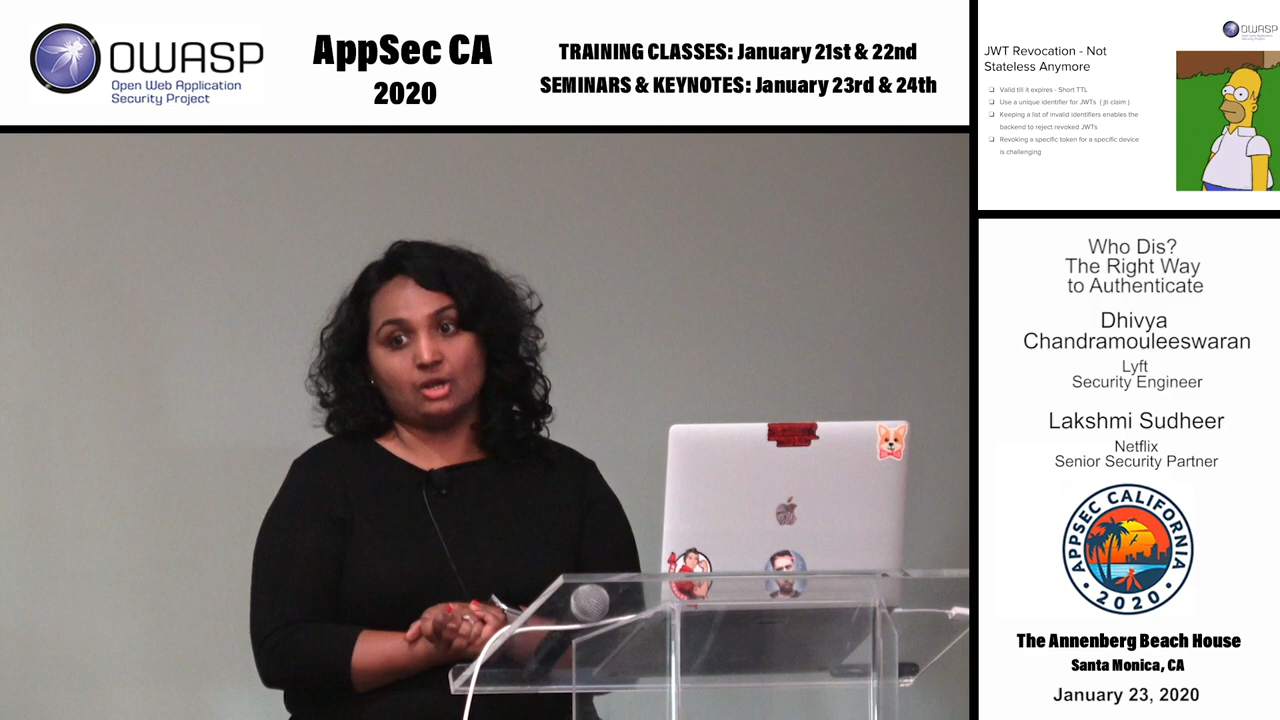 OWASP
Open Web Application
Security Project
AppSec CA
2020
TRAINING CLASSES: January 21st & 22nd
SEMINARS & KEYNOTES: January 23rd & 24th
OWASP
JWT Revocation - Not
Stateless Anymore
Valid till it expires - Short TTL
Use a unique identifier for JWTs ( jti claim )
Keeping a list of invalid identifiers enables the
backend to reject revoked JWTs
Revoking a specific token for a specific device
is challenging
Who Dis?
The Right Way
to Authenticate
Dhivya
Chandramouleeswaran
Lyft
Security Engineer
Lakshmi Sudheer
Netflix
Senior Security Partner
APPSEC CALIFORNIA
• 2020 •
The Annenberg Beach House
Santa Monica, CA
January 23, 2020